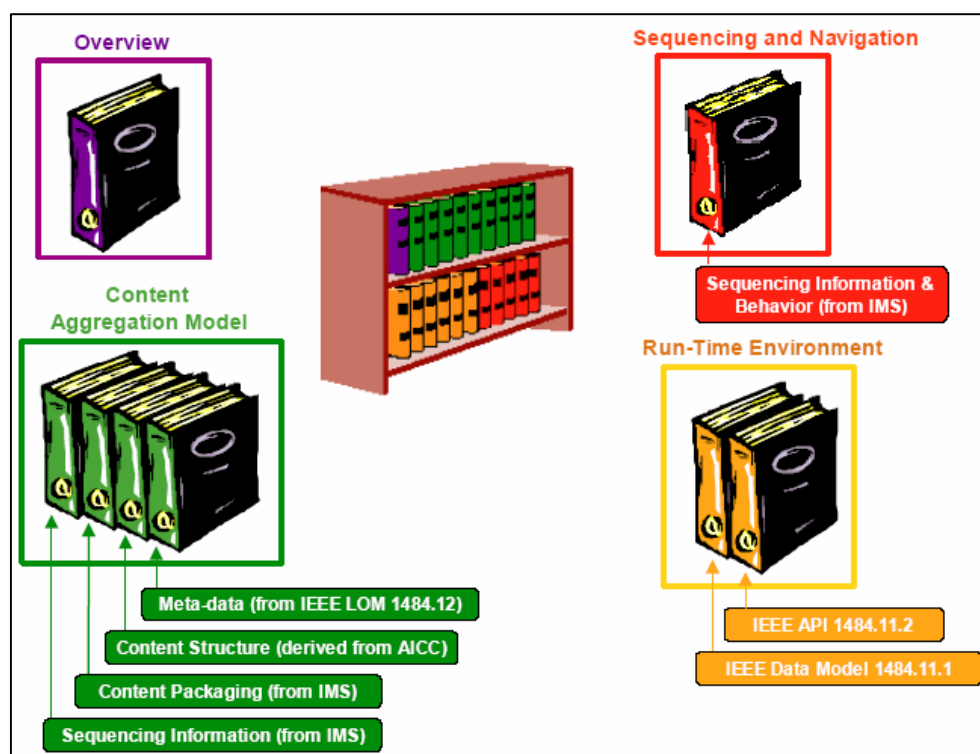 Overview
Sequencing and Navigation
Sequencing Information &
Behavior (from IMS)
Content
Aggregation Model
Run-Time Environment
Meta-data (from IEEE LOM 1484.12)
Content Structure (derived from AICC)
Content Packaging (from IMS)
Sequencing Information (from IMS)
IEEE API 1484.11.2
IEEE Data Model 1484.11.1